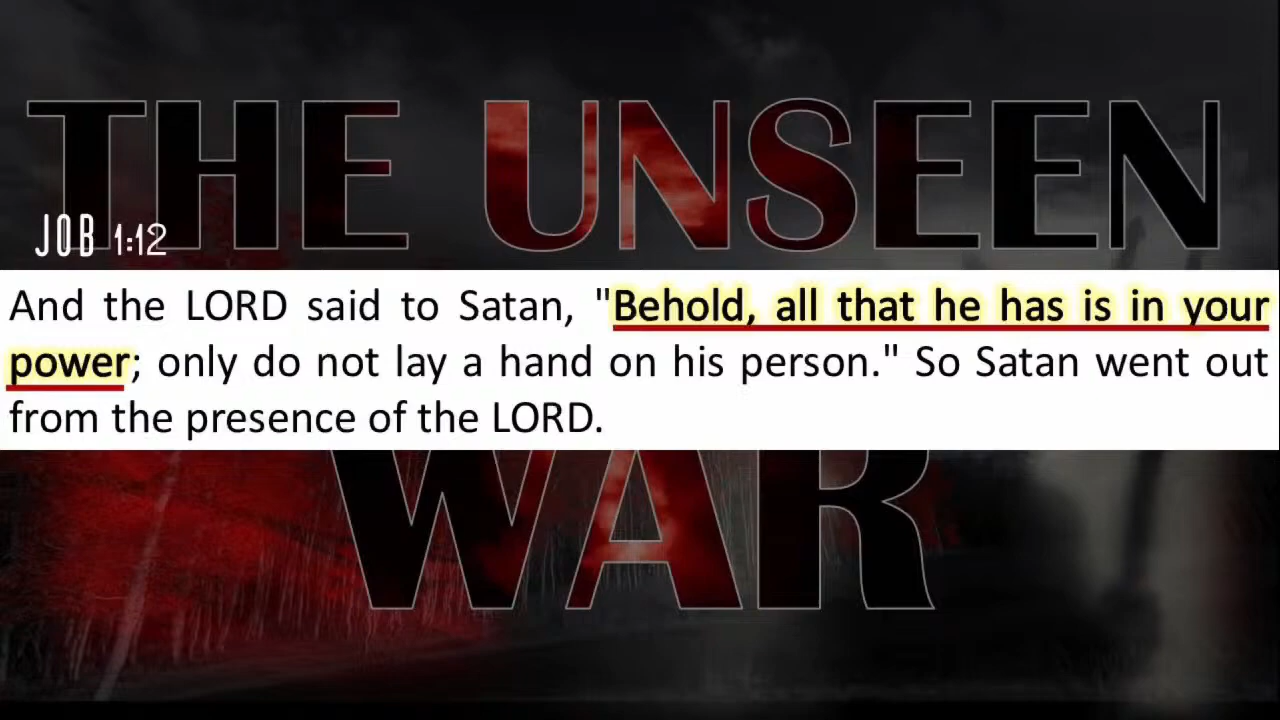 THE UNSEEN
JOB 1:12
And the LORD said to Satan, "Behold, all that he has is in your
power; only do not lay a hand on his person." So Satan went out
from the presence of the LORD.
WAR